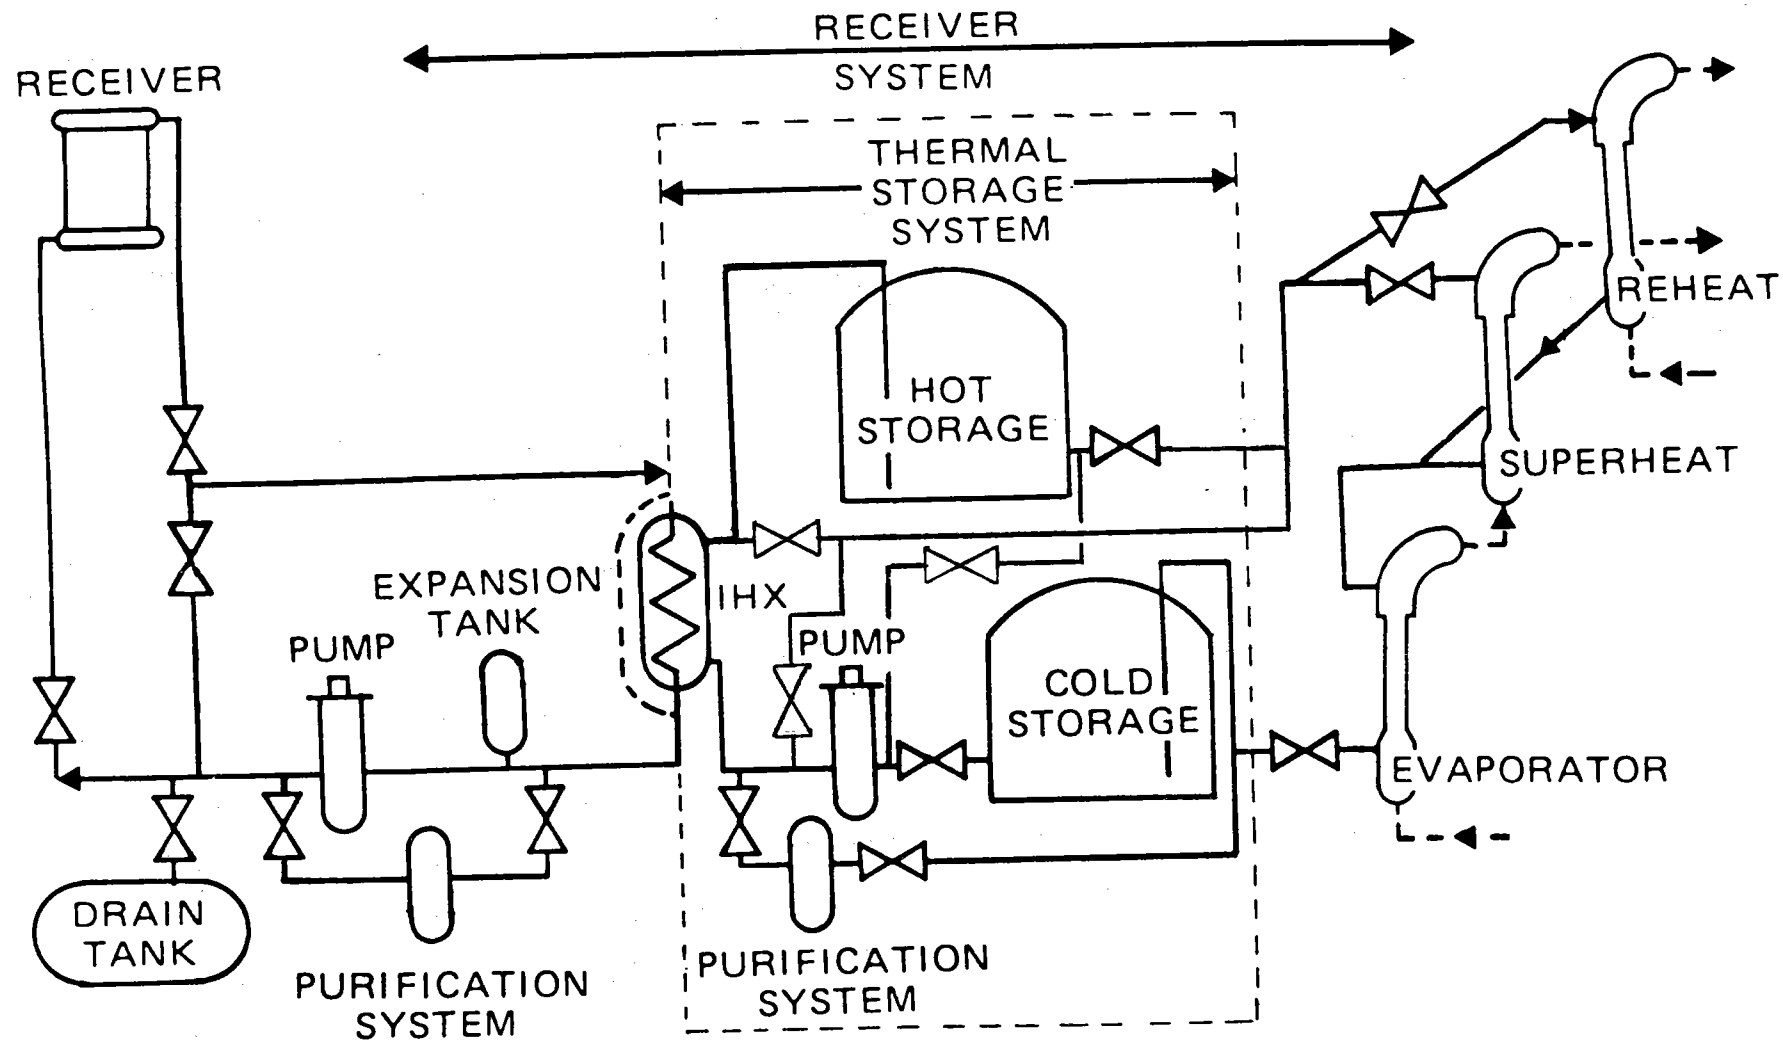 RECEIVER
SYSTEM
RECEIVER
THERMAL
STORAGE
SYSTEM
REHEAT
HOT
STORAGE
SUPERHEAT
EXPANSION
TANK
IHX
PUMP
PUMP
COLD
STORAGE
EVAPORATOR
DRAIN
TANK
PURIFICATION
SYSTEM
PURIFICATION
SYSTEM